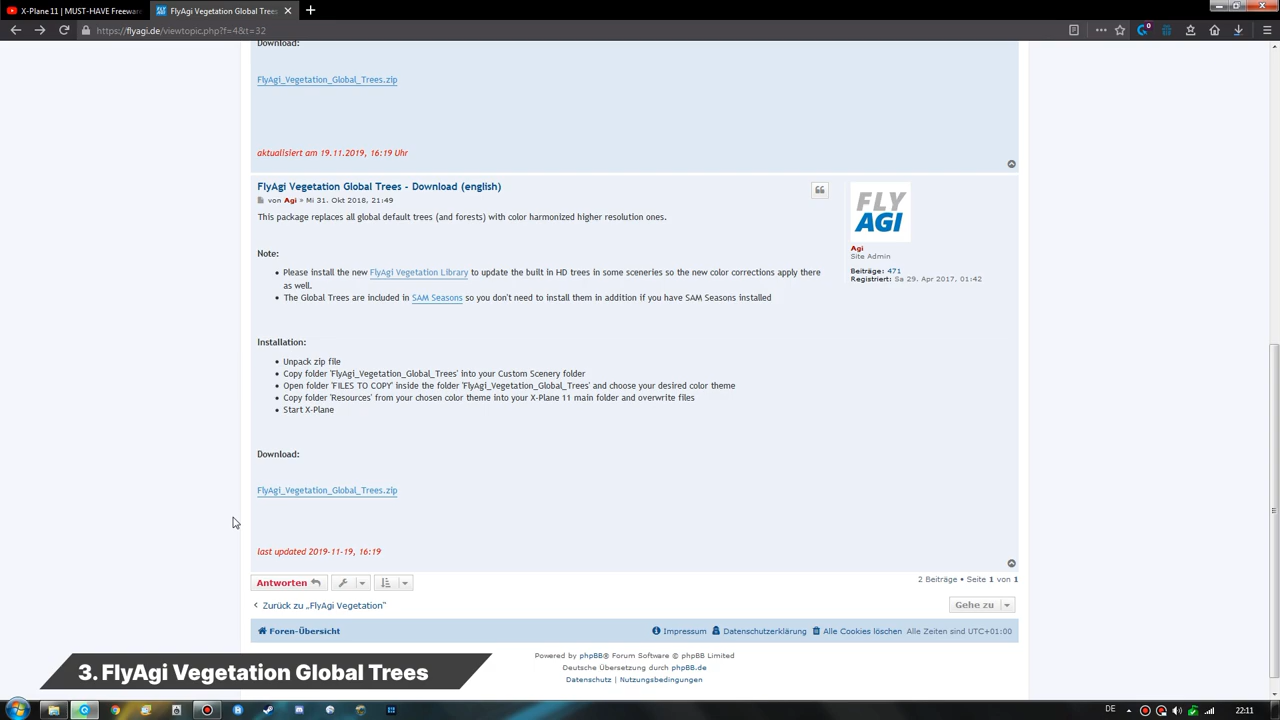 X-Plane 11 | MUST-HAVE Freeware
FlyAgi Vegetation Global Trees
https://flyagi.de/viewtopic.php?f=4&t=32
0
Download:
FlyAgi_Vegetation_Global_Trees.zip
aktualisiert am 19.11.2019, 16:19 Uhr
FlyAgi Vegetation Global Trees - Download (english)
von Agi » Mi 31. Okt 2018, 21:49
This package replaces all global default trees (and forests) with color harmonized higher resolution ones.
FLY
AGI
Agi
Site Admin
Beiträge: 471
Registriert: Sa 29. Apr 2017, 01:42
Note:
• Please install the new FlyAgi Vegetation Library to update the built in HD trees in some sceneries so the new color corrections apply there
as well.
• The Global Trees are included in SAM Seasons so you don't need to install them in addition if you have SAM Seasons installed
Installation:
• Unpack zip file
• Copy folder 'FlyAgi_Vegetation_Global_Trees' into your Custom Scenery folder
• Open folder 'FILES TO COPY' inside the folder 'FlyAgi_Vegetation_Global_Trees' and choose your desired color theme
• Copy folder 'Resources' from your chosen color theme into your X-Plane 11 main folder and overwrite files
• Start X-Plane
Download:
FlyAgi_Vegetation_Global_Trees.zip
last updated 2019-11-19, 16:19
Antworten
2 Beiträge • Seite 1 von 1
Zurück zu „FlyAgi Vegetation"
Gehe zu
Foren-Übersicht
Impressum Datenschutzerklärung Alle Cookies löschen Alle Zeiten sind UTC+01:00
Powered by phpBB® Forum Software © phpBB Limited
Deutsche Übersetzung durch phpBB.de
Datenschutz | Nutzungsbedingungen
3. FlyAgi Vegetation Global Trees
DE 22:11